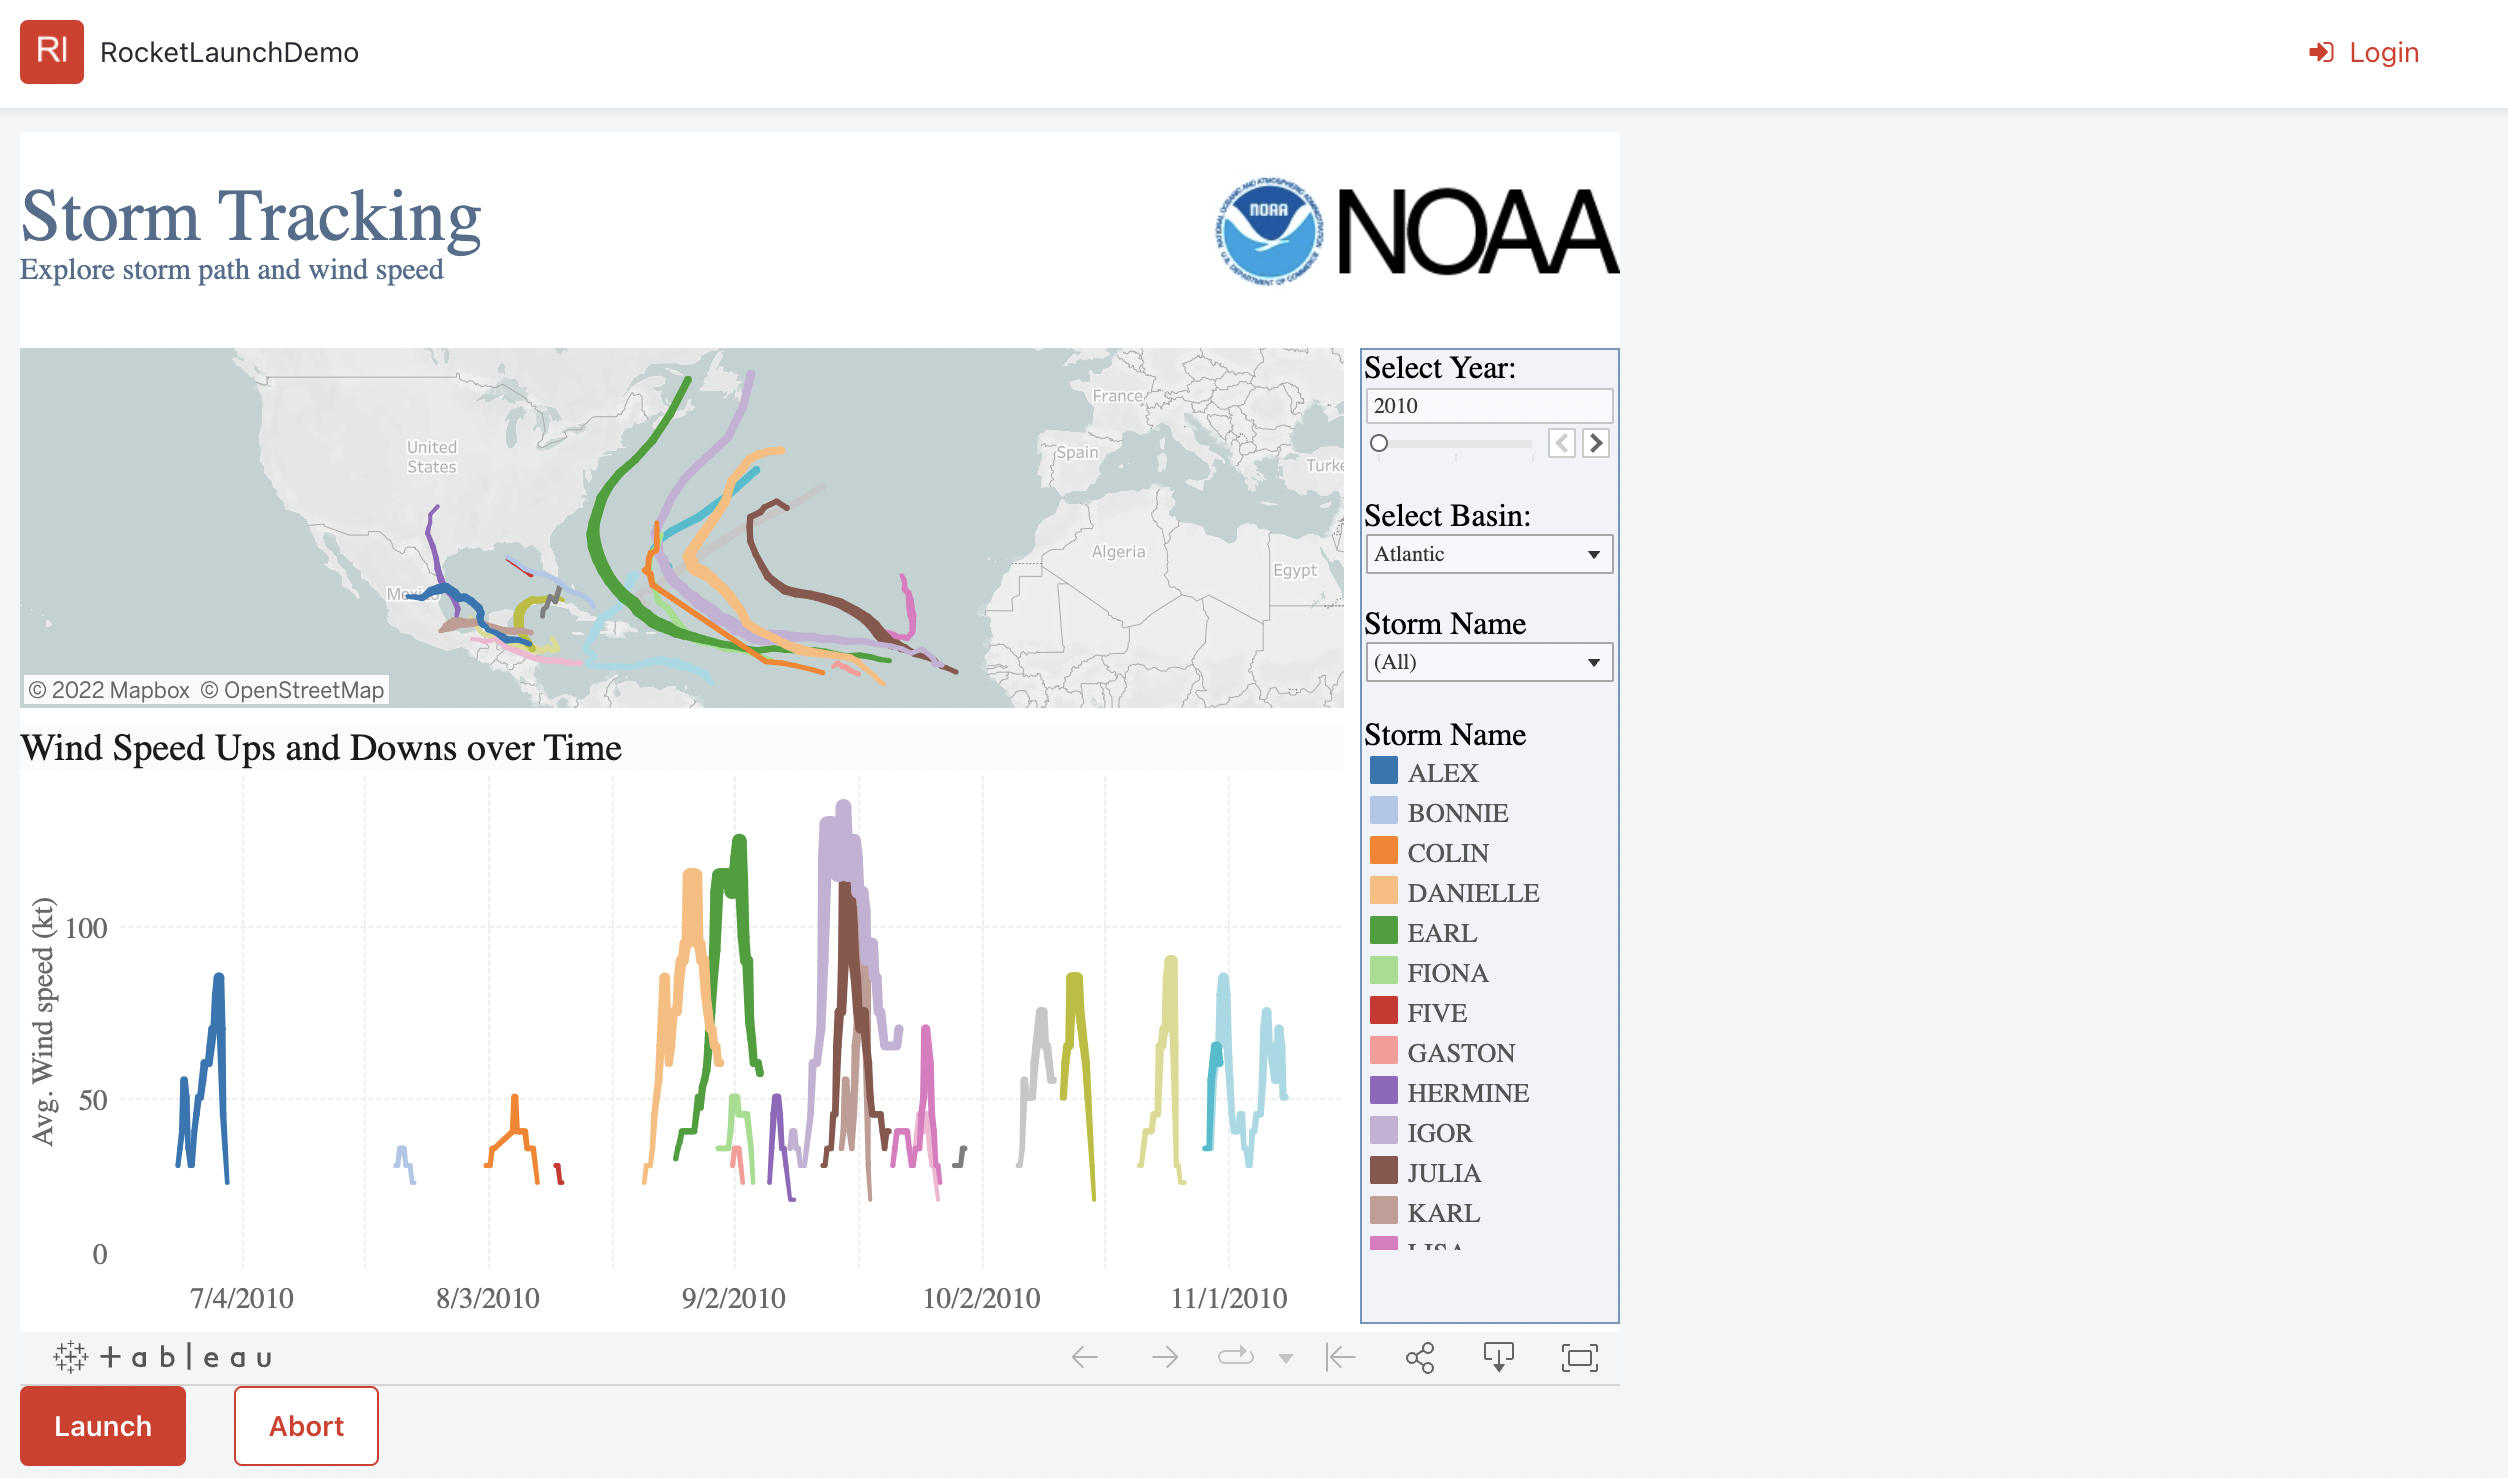 RI RocketLaunchDemo
Login
Storm Tracking
Explore storm path and wind speed
NOAA
NOAA
United
States
Mexico
France
Spain
Turke
Algeria
Egypt
© 2022 Mapbox © OpenStreetMap
Select Year:
2010
Select Basin:
Atlantic
Storm Name
(All)
Storm Name
ALEX
BONNIE
COLIN
DANIELLE
EARL
FIONA
FIVE
GASTON
HERMINE
IGOR
JULIA
KARL
LISA
Wind Speed Ups and Downs over Time
Avg. Wind speed (kt)
100
50
0
7/4/2010
8/3/2010
9/2/2010
10/2/2010
11/1/2010
+ableau
Launch
Abort